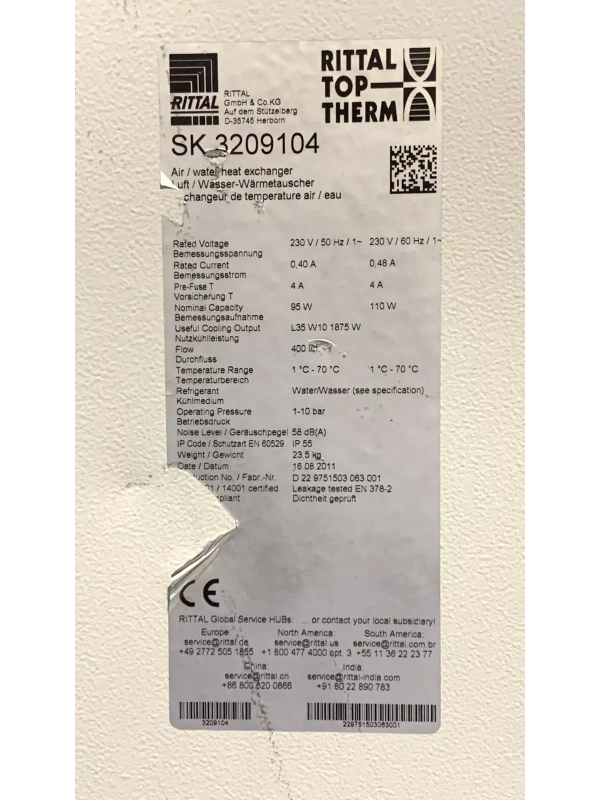 RITTAL
RITTAL
GmbH & Co.KG
Auf dem Stützelberg
D-35745 Herborn
RITTAL
TOP
THERM
SK 3209104
Air / water heat exchanger
Luft / Wasser-Wärmetauscher
changeur de temperature air / eau
Rated Voltage 230 V / 50 Hz / 1~ 230 V / 60 Hz / 1~
Bemessungsspannung
Rated Current 0,40 A 0,48 A
Bemessungsstrom
Pre-Fuse T 4 A 4 A
Vorsicherung T
Nominal Capacity 95 W 110 W
Bemessungsaufnahme
Useful Cooling Output L35 W10 1875 W
Nutzkühlleistung
Flow 400
Durchfluss
Temperature Range 1 °C - 70 °C 1 °C - 70 °C
Temperaturbereich
Refrigerant Water/Wasser (see specification)
Kühlmedium
Operating Pressure 1-10 bar
Betriebsdruck
Noise Level / Geräuschpegel 58 dB(A)
IP Code / Schutzart EN 60529 IP 55
Weight / Gewicht 23,5 kg
Date / Datum 16.08.2011
uction No. / Fabr.-Nr. D 22 9751503 063 001
01 / 14001 certified Leakage tested EN 378-2
pliant Dichtheit geprüft
CE
RITTAL Global Service HUBs: ... or contact your local subsidiary!
Europe: North America: South America:
service@rittal.de service@rittal.us service@rittal.com.br
+49 2772 505 1855 +1 800 477 4000 opt. 3 +55 11 36 22 23 77
China: India:
service@rittal.cn service@rittal-india.com
+86 800 820 0866 +91 80 22 890 783
3209104 229751503063001